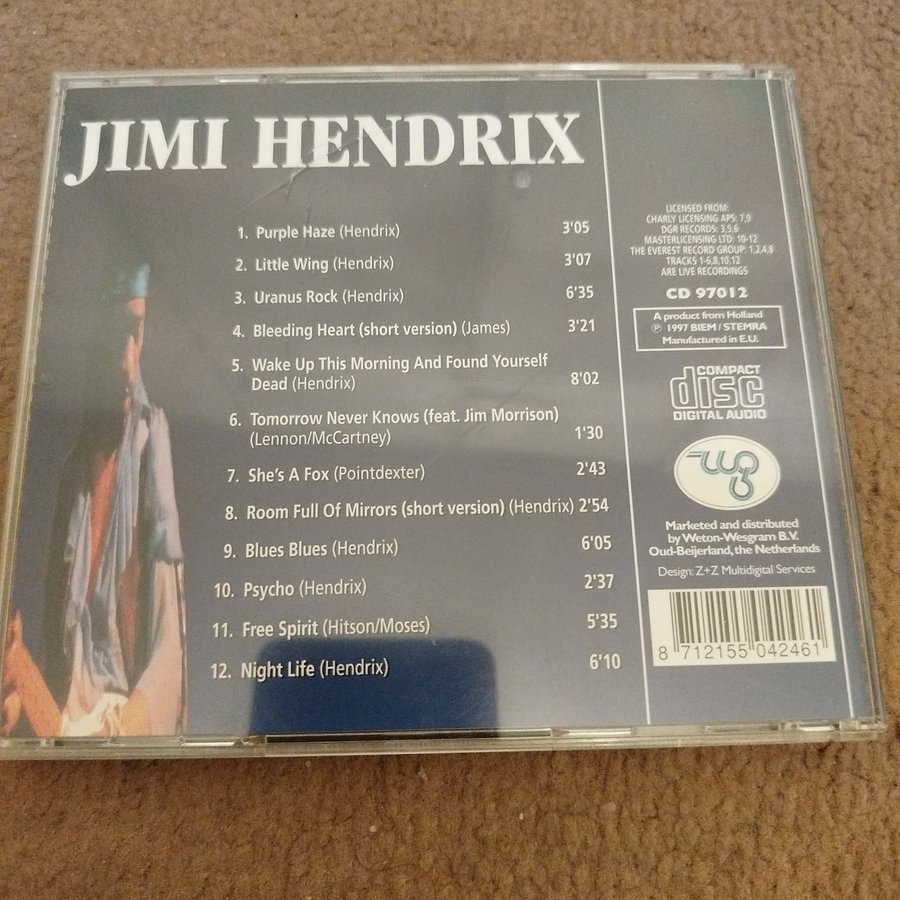 JIMI HENDRIX
1. Purple Haze (Hendrix) 3'05
2. Little Wing (Hendrix) 3'07
3. Uranus Rock (Hendrix) 6'35
4. Bleeding Heart (short version) (James) 3'21
5. Wake Up This Morning And Found Yourself
Dead (Hendrix) 8'02
6. Tomorrow Never Knows (feat. Jim Morrison)
(Lennon/McCartney) 1'30
7. She's A Fox (Pointdexter) 2'43
8. Room Full Of Mirrors (short version) (Hendrix) 2'54
9. Blues Blues (Hendrix) 6'05
10. Psycho (Hendrix) 2'37
11. Free Spirit (Hitson/Moses) 5'35
12. Night Life (Hendrix) 6'10
LICENSED FROM:
CHARLY LICENSING APS: 7,9
DGR RECORDS: 3,5,6
MASTERLICENSING LTD: 10-12
THE EVEREST RECORD GROUP: 1,2,4,8
TRACKS 1-6,8,10,12
ARE LIVE RECORDINGS
CD 97012
A product from Holland
℗ 1997 BIEM / STEMRA
Manufactured in E.U.
COMPACT
disc
DIGITAL AUDIO
wg
Marketed and distributed
by Weton-Wesgram B.V.
Oud-Beijerland, the Netherlands
Design: Z+Z Multidigital Services
8 712155 042461